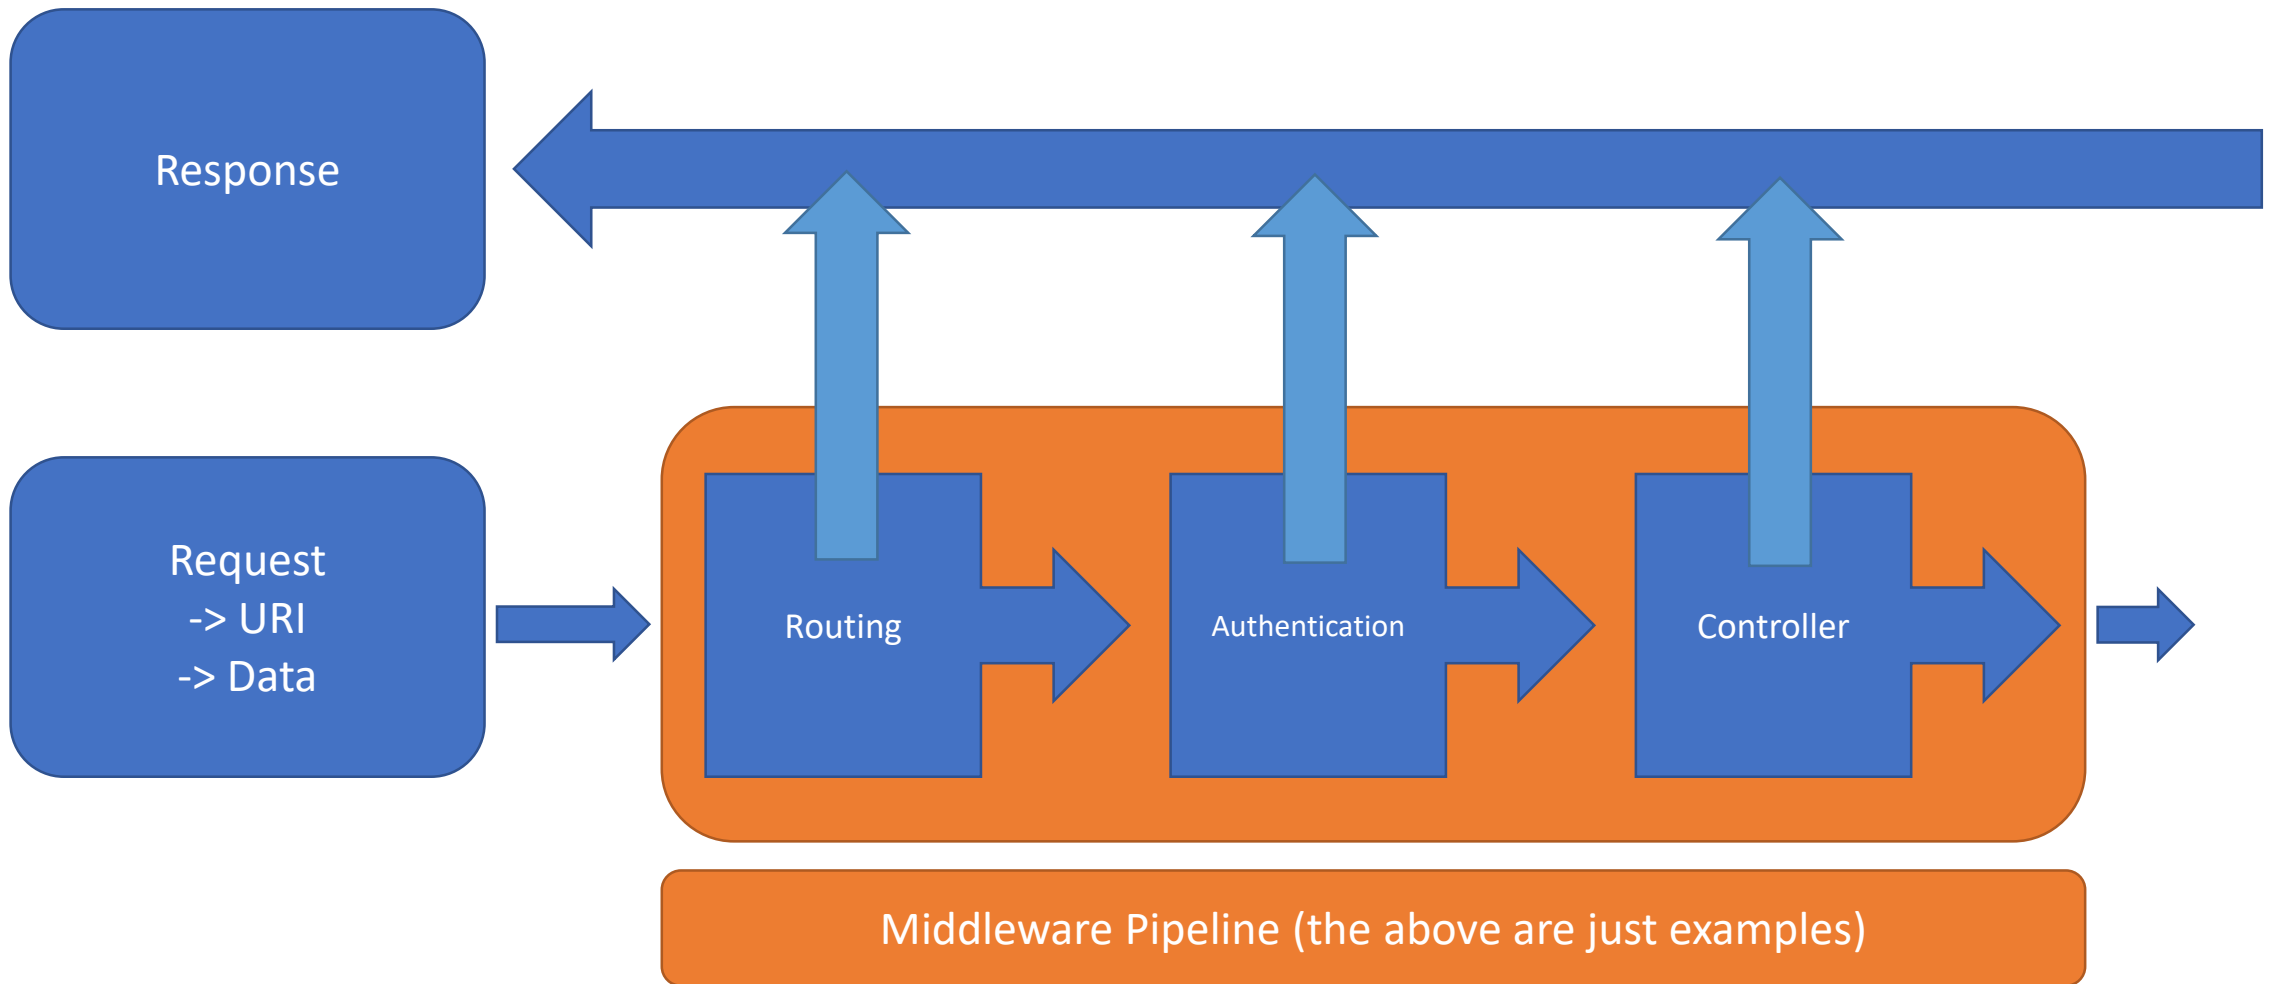 Response
Request
-> URI
-> Data
Routing
Authentication
Controller
Middleware Pipeline (the above are just examples)